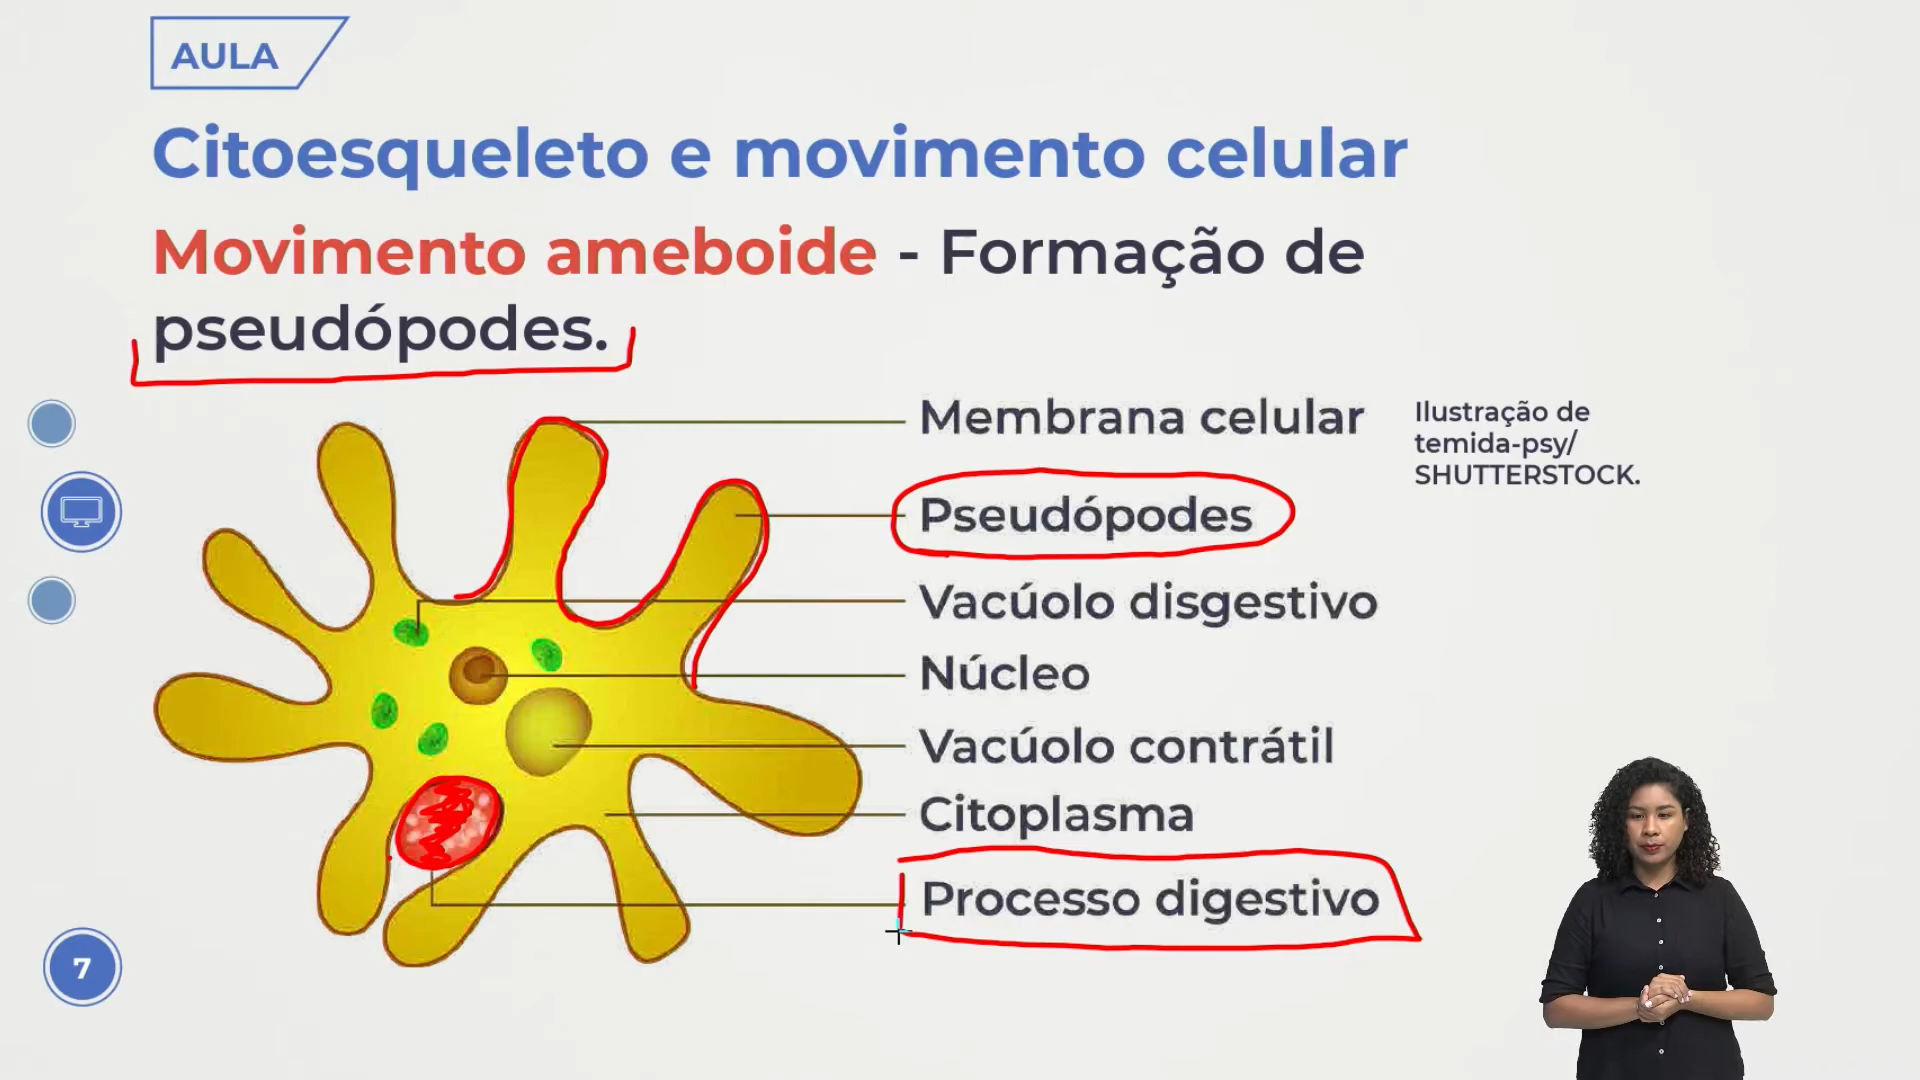 AULA
Citoesqueleto e movimento celular
Movimento ameboide - Formação de
pseudópodes.
Membrana celular
Ilustração de
temida-psy/
SHUTTERSTOCK.
Pseudópodes
Vacúolo disgestivo
Núcleo
Vacúolo contrátil
Citoplasma
Processo digestivo
7